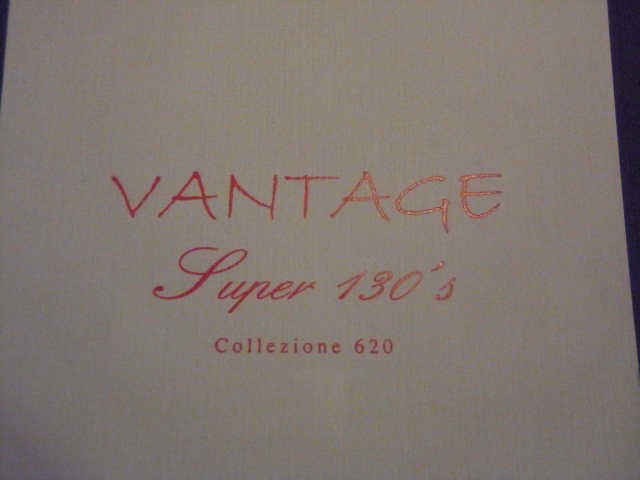 VANTAGE
Super 130's
Collezione 620